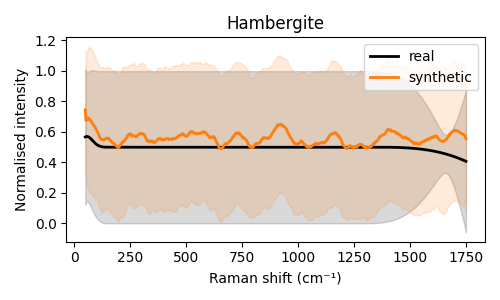 Hambergite
Normalised intensity
1.2
1.0
0.8
0.6
0.4
0.2
0.0
real
synthetic
0 250 500 750 1000 1250 1500 1750
Raman shift (cm⁻¹)